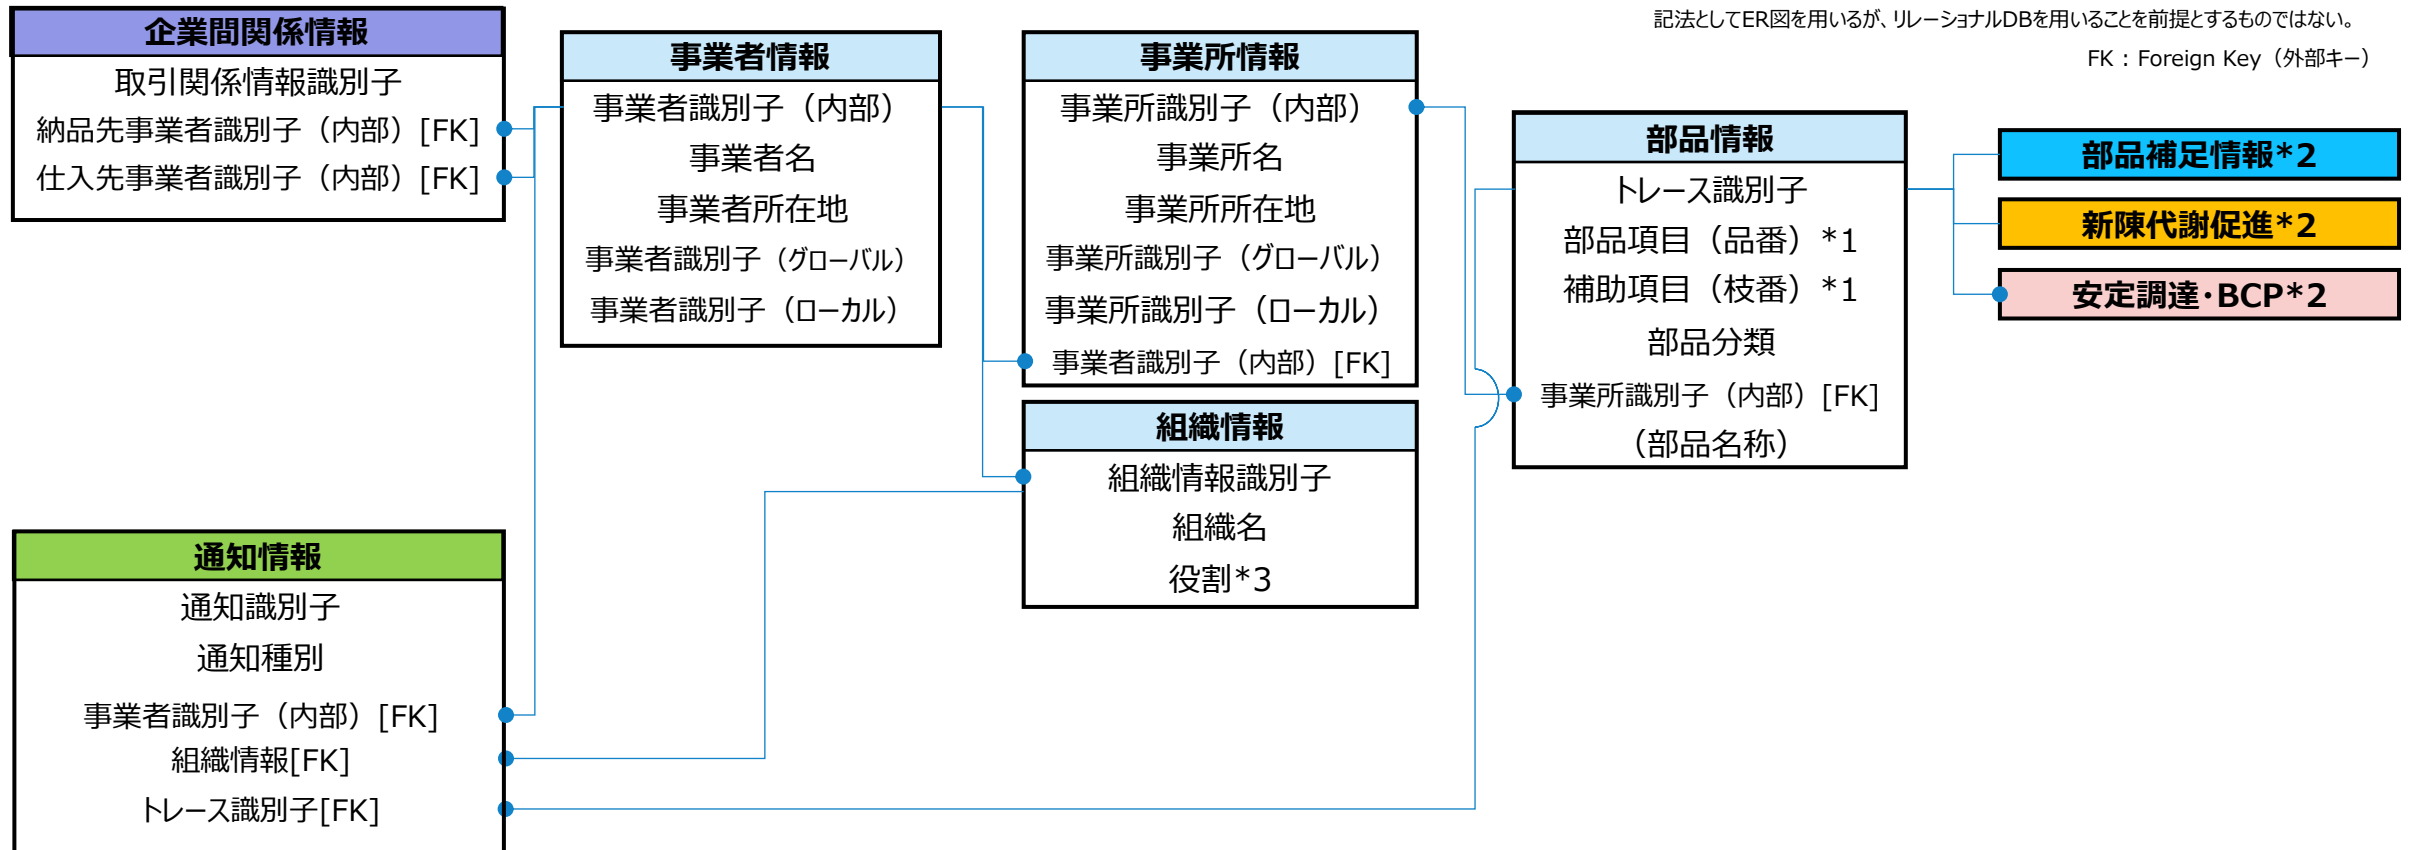 記法としてER図を用いるが、リレーショナルDBを用いることを前提とするものではない。
FK：Foreign Key（外部キー）
企業間関係情報
取引関係情報識別子
納品先事業者識別子（内部）[FK]
仕入先事業者識別子（内部）[FK]
事業者情報
事業者識別子（内部）
事業者名
事業者所在地
事業者識別子（グローバル）
事業者識別子（ローカル）
事業所情報
事業所識別子（内部）
事業所名
事業所所在地
事業所識別子（グローバル）
事業所識別子（ローカル）
事業者識別子（内部）[FK]
組織情報
組織情報識別子
組織名
役割*3
部品情報
トレース識別子
部品項目（品番）*1
補助項目（枝番）*1
部品分類
事業所識別子（内部）[FK]
（部品名称）
部品補足情報*2
新陳代謝促進*2
安定調達・BCP*2
通知情報
通知識別子
通知種別
事業者識別子（内部）[FK]
組織情報[FK]
トレース識別子[FK]